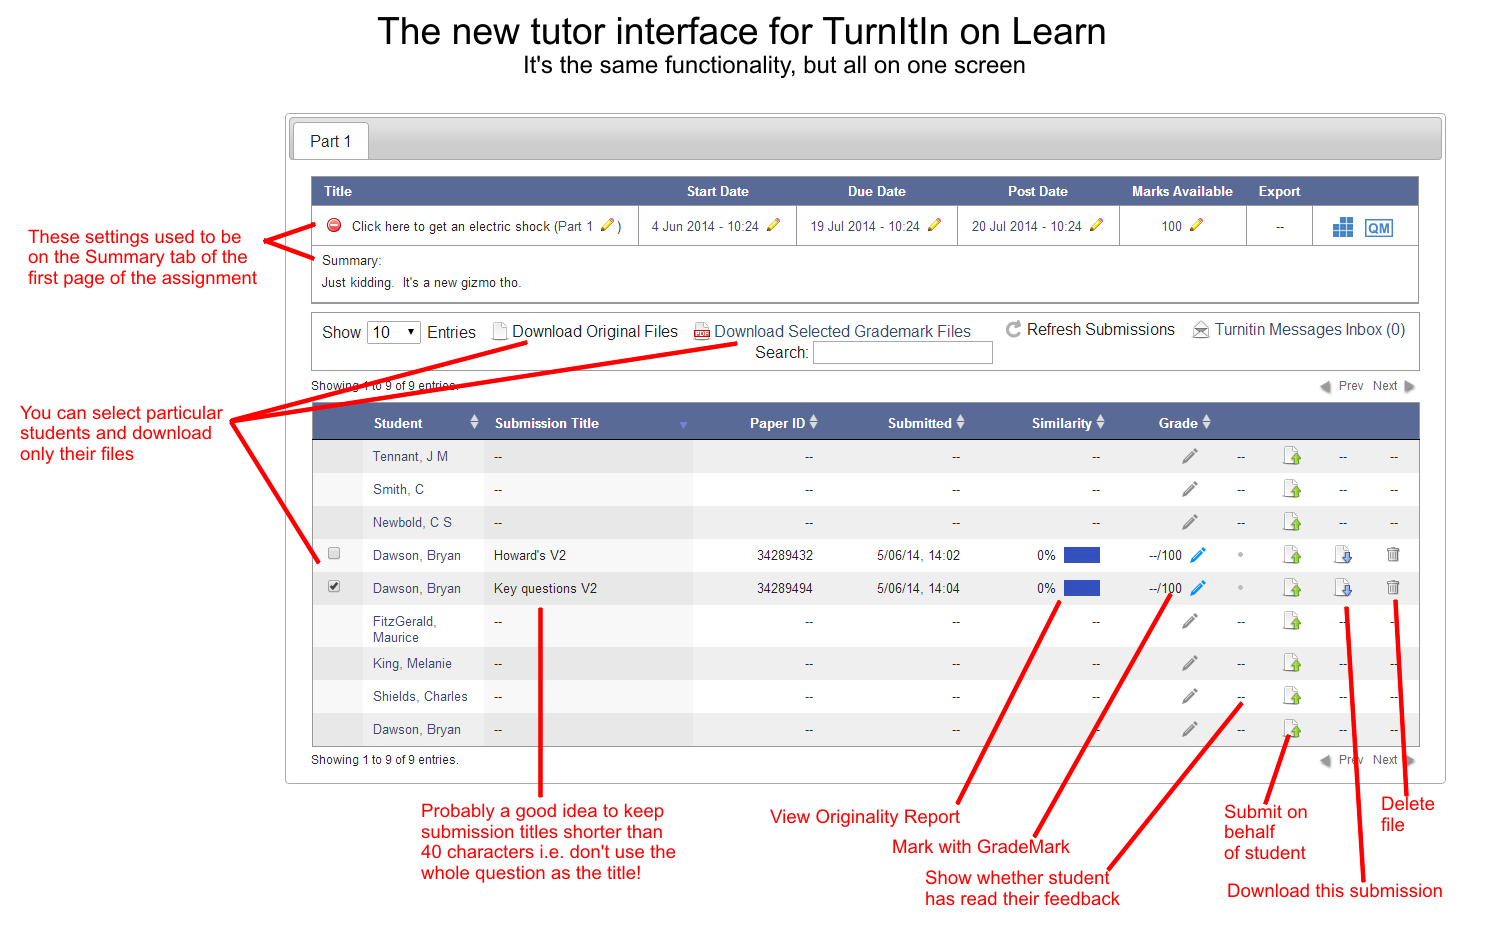 The new tutor interface for TurnItIn on Learn
It's the same functionality, but all on one screen
Part 1
Title Start Date Due Date Post Date Marks Available Export
Click here to get an electric shock (Part 1 ) 4 Jun 2014 - 10:24 19 Jul 2014 - 10:24 20 Jul 2014 - 10:24 100 -- QM
Summary:
Just kidding. It's a new gizmo tho.
These settings used to be
on the Summary tab of the
first page of the assignment
Show 10 Entries Download Original Files PDF Download Selected Grademark Files Refresh Submissions Turnitin Messages Inbox (0)
Search:
Showing 1 to 9 of 9 entries. Prev Next
You can select particular
students and download
only their files
Student Submission Title Paper ID Submitted Similarity Grade
Tennant, J M -- -- -- -- -- -- --
Smith, C -- -- -- -- -- -- --
Newbold, C S -- -- -- -- -- -- --
Dawson, Bryan Howard's V2 34289432 5/06/14, 14:02 0% --/100
Dawson, Bryan Key questions V2 34289494 5/06/14, 14:04 0% --/100
FitzGerald,
Maurice -- -- -- -- -- -- --
King, Melanie -- -- -- -- -- -- --
Shields, Charles -- -- -- -- -- -- --
Dawson, Bryan -- -- -- -- -- -- --
Showing 1 to 9 of 9 entries. Prev Next
Probably a good idea to keep
submission titles shorter than
40 characters i.e. don't use the
whole question as the title!
View Originality Report
Mark with GradeMark
Show whether student
has read their feedback
Submit on
behalf
of student
Delete
file
Download this submission